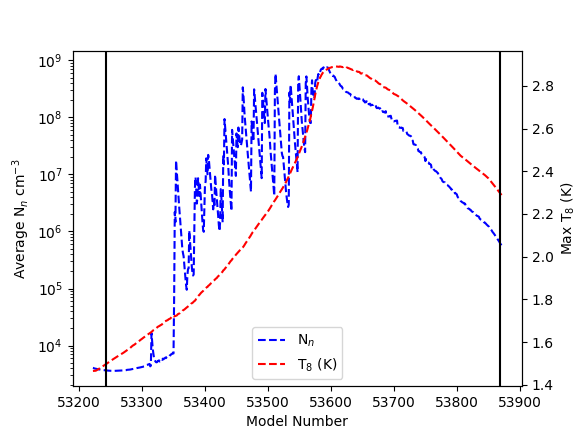 10⁹
10⁸
10⁷
10⁶
10⁵
10⁴
Average Nₙ cm⁻³
2.8
2.6
2.4
2.2
2.0
1.8
1.6
1.4
Max T₈ (K)
Nₙ
T₈ (K)
53200 53300 53400 53500 53600 53700 53800 53900
Model Number